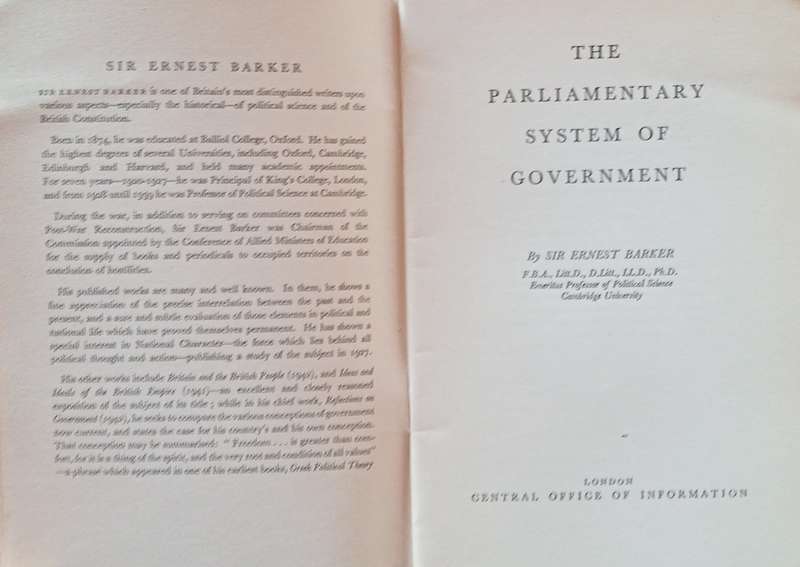 SIR ERNEST BARKER
SIR ERNEST BARKER is one of Britain's most distinguished writers upon
various aspects—especially the historical—of political science and of the
British Constitution.
Born in 1874, he was educated at Balliol College, Oxford. He has gained
the highest degrees of several Universities, including Oxford, Cambridge,
Edinburgh and Harvard, and held many academic appointments.
For seven years—1920-1927—he was Principal of King's College, London,
and from 1928 until 1939 he was Professor of Political Science at Cambridge.
During the war, in addition to serving on committees concerned with
Post-War Reconstruction, Sir Ernest Barker was Chairman of the
Commission appointed by the Conference of Allied Ministers of Education
for the supply of books and periodicals to occupied territories on the
conclusion of hostilities.
His published works are many and well known. In them, he shows a
fine appreciation of the precise interrelation between the past and the
present, and a sure and subtle evaluation of those elements in political and
national life which have proved themselves permanent. He has shown a
special interest in National Character—the force which lies behind all
political thought and action—publishing a study of the subject in 1927.
His other works include Britain and the British People (1942), and Ideas and
Ideals of the British Empire (1941)—an excellent and closely reasoned
exposition of the subject of its title; while in his chief work, Reflections on
Government (1942), he seeks to compare the various conceptions of government
now current, and states the case for his country's and his own conception.
That conception may be summarised: "Freedom . . . is greater than com-
fort, for it is a thing of the spirit, and the very root and condition of all values"
—a phrase which appeared in one of his earliest books, Greek Political Theory
THE
PARLIAMENTARY
SYSTEM OF
GOVERNMENT
By SIR ERNEST BARKER
F.B.A., Litt.D., D.Litt., LL.D., Ph.D.
Emeritus Professor of Political Science
Cambridge University
LONDON
CENTRAL OFFICE OF INFORMATION